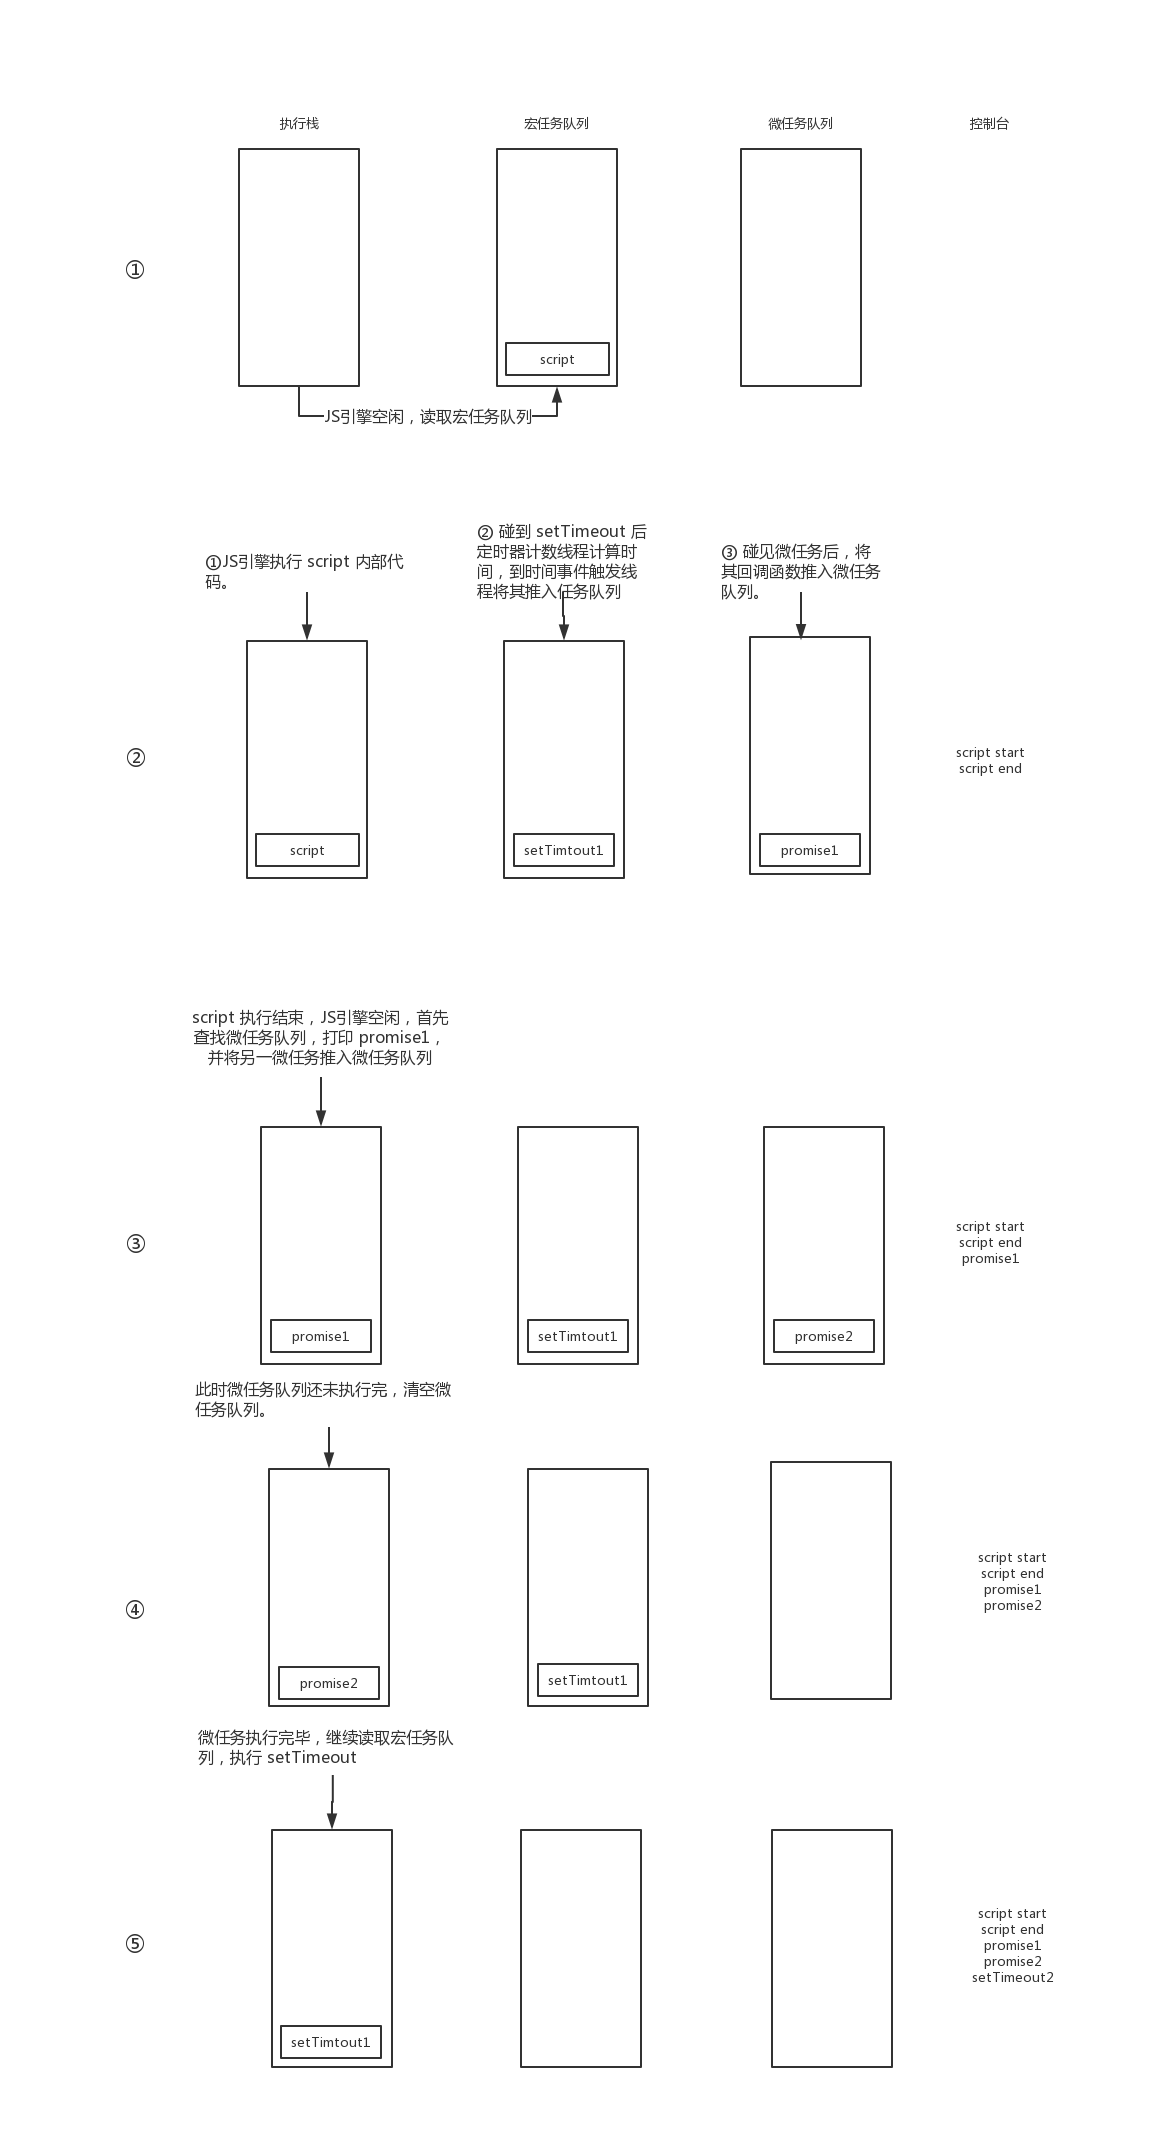 执行栈
宏任务队列
微任务队列
控制台
①
script
JS引擎空闲，读取宏任务队列
①JS引擎执行 script 内部代
码。
② 碰到 setTimeout 后
定时器计数线程计算时
间，到时间事件触发线
程将其推入任务队列
③ 碰见微任务后，将
其回调函数推入微任务
队列。
②
script
setTimtout1
promise1
script start
script end
script 执行结束，JS引擎空闲，首先
查找微任务队列，打印 promise1，
并将另一微任务推入微任务队列
③
promise1
setTimtout1
promise2
script start
script end
promise1
此时微任务队列还未执行完，清空微
任务队列。
④
promise2
setTimtout1
script start
script end
promise1
promise2
微任务执行完毕，继续读取宏任务队
列，执行 setTimeout
⑤
setTimtout1
script start
script end
promise1
promise2
setTimeout2